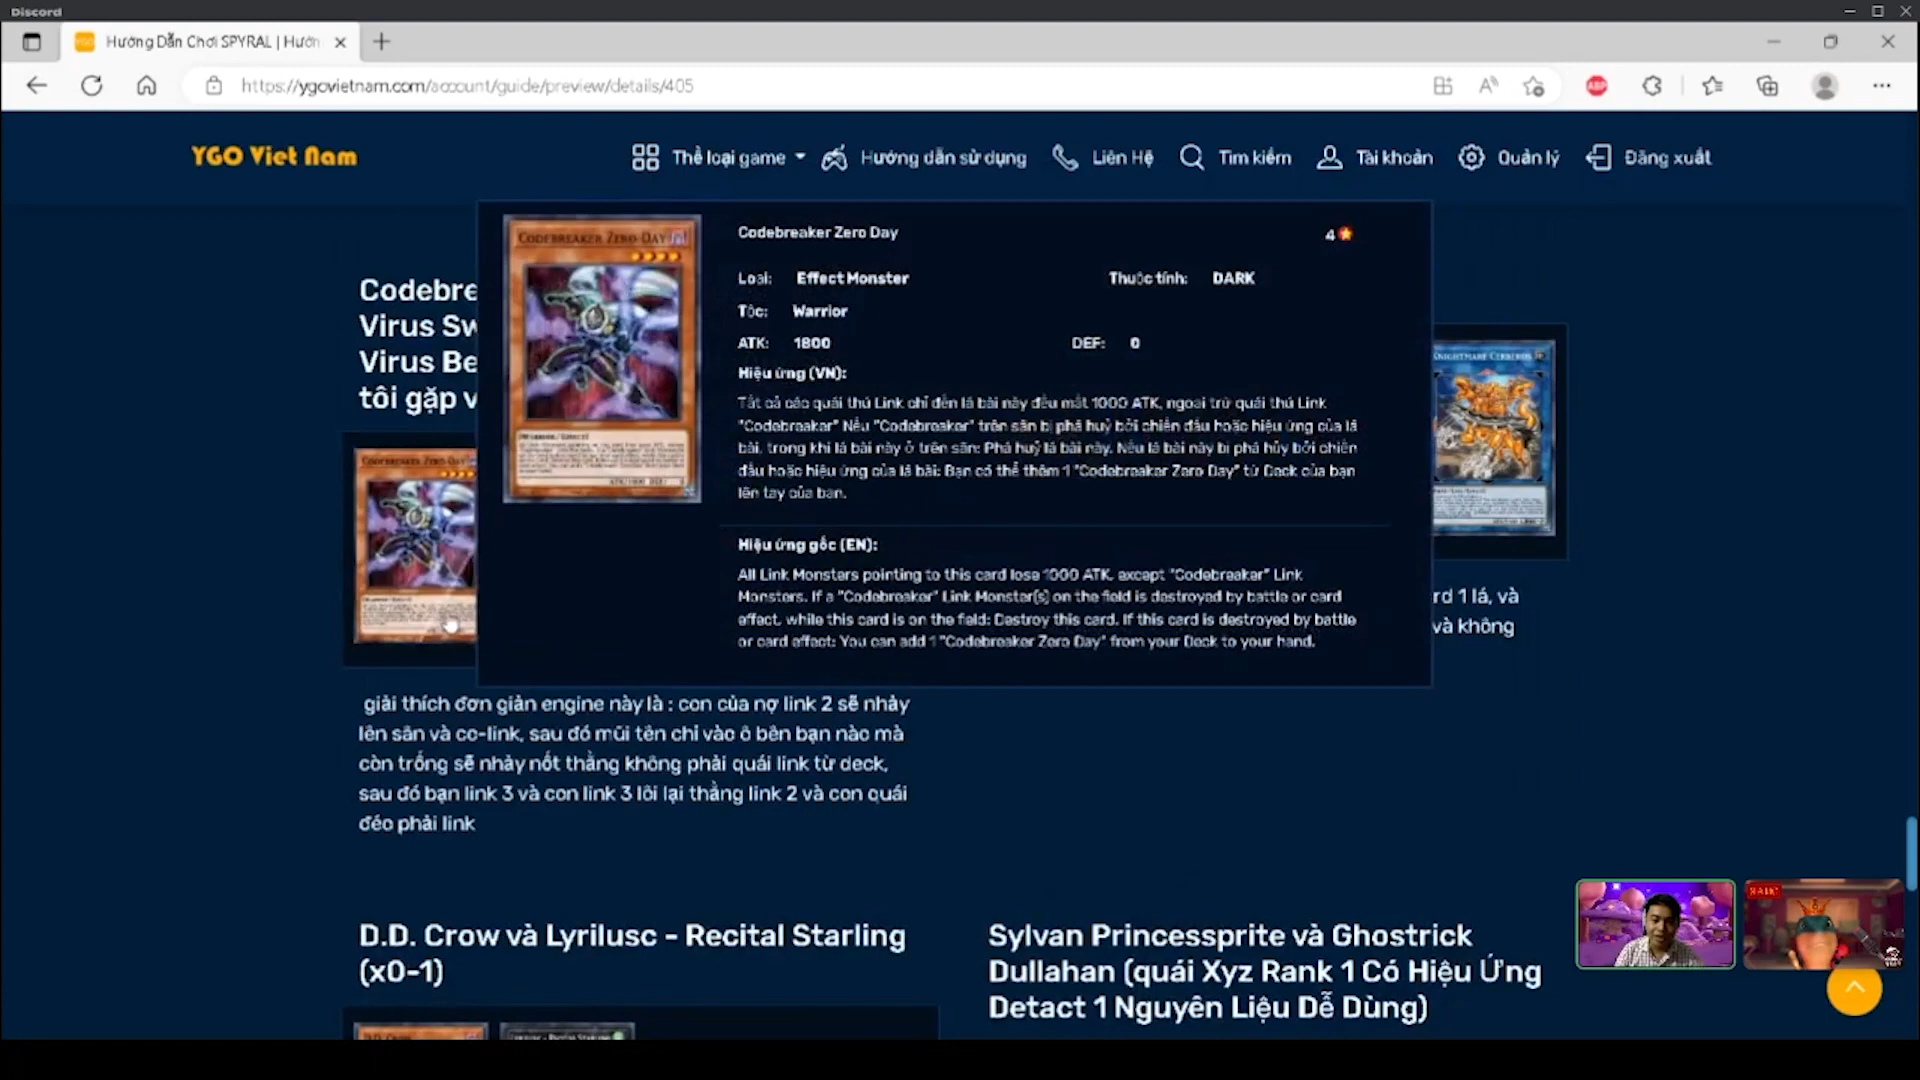 Discord
Hướng Dẫn Chơi SPYRAL | Hướn
https://ygovietnam.com/account/guide/preview/details/405
ABP
YGO Viet Nam
Thể loại game
Hướng dẫn sử dụng
Liên Hệ
Tìm kiếm
Tài khoản
Quản lý
Đăng xuất
CODEBREAKER ZERO DAY
Codebreaker Zero Day
4
Loại: Effect Monster
Thuộc tính: DARK
Tộc: Warrior
ATK: 1800
DEF: 0
Hiệu ứng (VN):
Tất cả các quái thú Link chỉ đến lá bài này đều mất 1000 ATK, ngoại trừ quái thú Link
"Codebreaker" Nếu "Codebreaker" trên sân bị phá huỷ bởi chiến đấu hoặc hiệu ứng của lá
bài, trong khi lá bài này ở trên sân: Phá huỷ lá bài này. Nếu lá bài này bị phá hủy bởi chiến
đấu hoặc hiệu ứng của lá bài: Bạn có thể thêm 1 "Codebreaker Zero Day" từ Deck của bạn
lên tay của bạn.
Hiệu ứng gốc (EN):
All Link Monsters pointing to this card lose 1000 ATK, except "Codebreaker" Link
Monsters. If a "Codebreaker" Link Monster(s) on the field is destroyed by battle or card
effect, while this card is on the field: Destroy this card. If this card is destroyed by battle
or card effect: You can add 1 "Codebreaker Zero Day" from your Deck to your hand.
Codebre
Virus Sw
Virus Be
tôi gặp v
CODEBREAKER ZERO DAY
KNIGHTMARE CERBERUS
rd 1 lá, và
và không
giải thích đơn giản engine này là : con của nợ link 2 sẽ nhảy
lên sân và co-link, sau đó mũi tên chỉ vào ô bên bạn nào mà
còn trống sẽ nhảy nốt thằng không phải quái link từ deck,
sau đó bạn link 3 và con link 3 lôi lại thằng link 2 và con quái
đéo phải link
D.D. Crow và Lyrilusc - Recital Starling
(x0-1)
Sylvan Princessprite và Ghostrick
Dullahan (quái Xyz Rank 1 Có Hiệu Ứng
Detact 1 Nguyên Liệu Dễ Dùng)
D.D. Crow